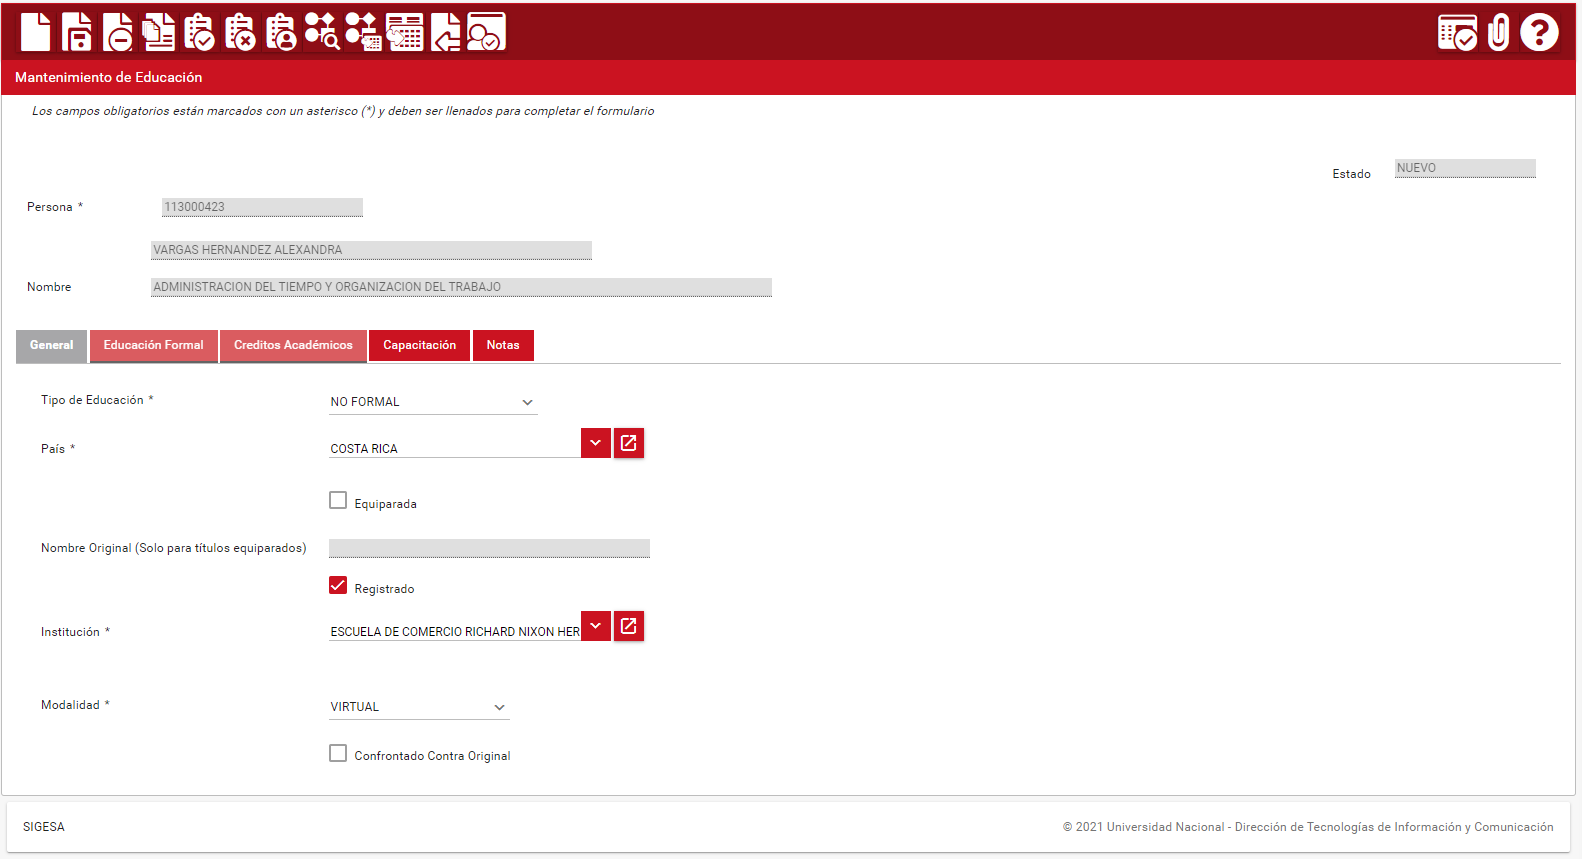 Mantenimiento de Educación
Los campos obligatorios están marcados con un asterisco (*) y deben ser llenados para completar el formulario
Estado NUEVO
Persona * 113000423
VARGAS HERNANDEZ ALEXANDRA
Nombre ADMINISTRACION DEL TIEMPO Y ORGANIZACION DEL TRABAJO
General Educación Formal Creditos Académicos Capacitación Notas
Tipo de Educación * NO FORMAL
País * COSTA RICA
Equiparada
Nombre Original (Solo para títulos equiparados)
Registrado
Institución * ESCUELA DE COMERCIO RICHARD NIXON HER
Modalidad * VIRTUAL
Confrontado Contra Original
SIGESA © 2021 Universidad Nacional - Dirección de Tecnologías de Información y Comunicación